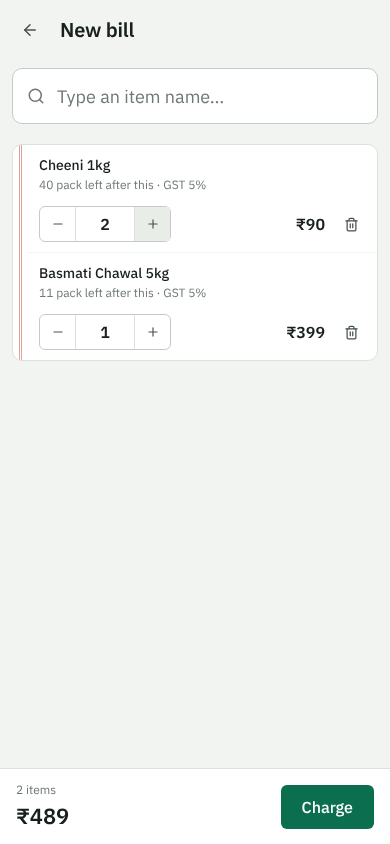 New bill
Type an item name...
Cheeni 1kg
40 pack left after this · GST 5%
− 2 + ₹90
Basmati Chawal 5kg
11 pack left after this · GST 5%
− 1 + ₹399
2 items
₹489
Charge